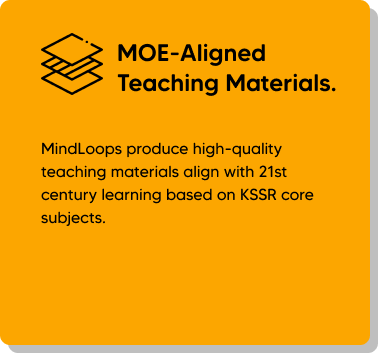 MOE-Aligned
Teaching Materials.
MindLoops produce high-quality
teaching materials align with 21st
century learning based on KSSR core
subjects.